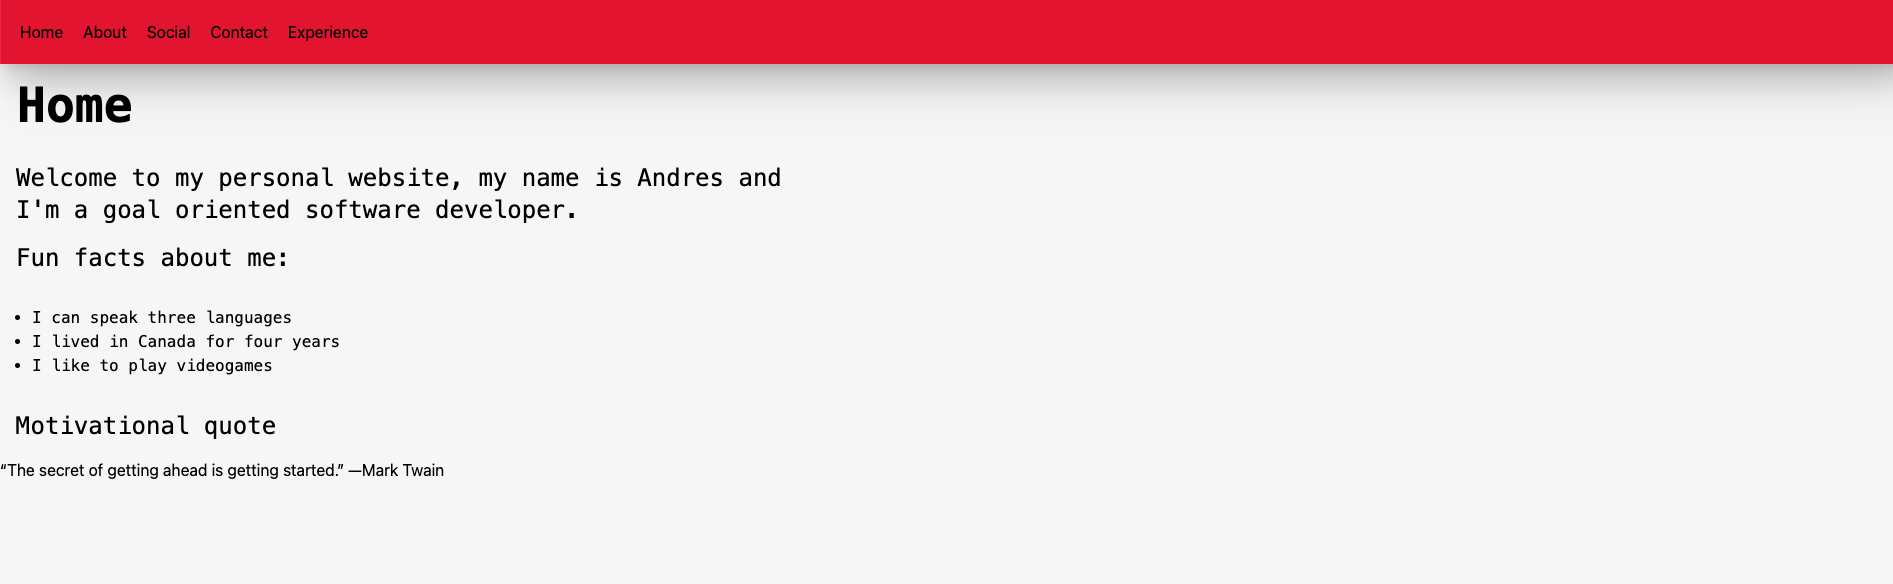 Home About Social Contact Experience
Home
Welcome to my personal website, my name is Andres and
I'm a goal oriented software developer.
Fun facts about me:
• I can speak three languages
• I lived in Canada for four years
• I like to play videogames
Motivational quote
“The secret of getting ahead is getting started.” —Mark Twain